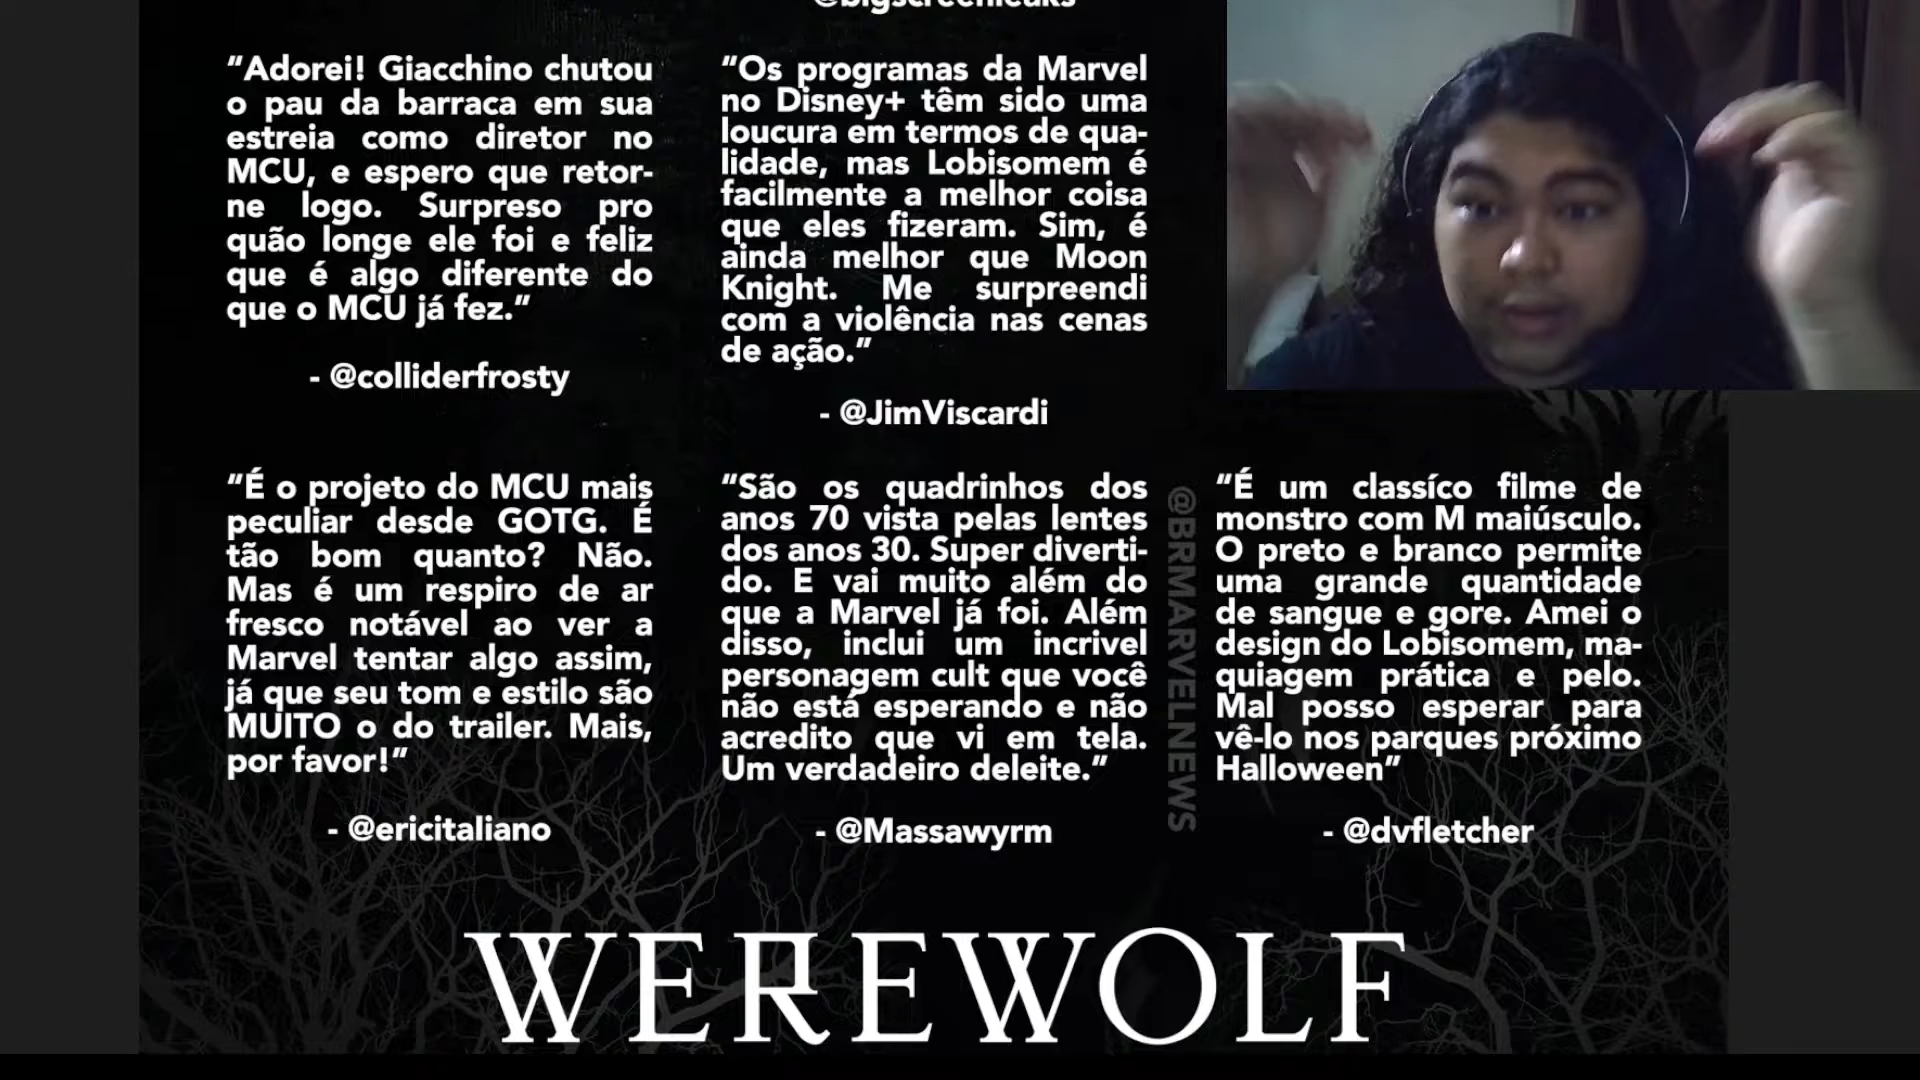 @bigscreenleaks
“Adorei! Giacchino chutou
o pau da barraca em sua
estreia como diretor no
MCU, e espero que retor-
ne logo. Surpreso pro
quão longe ele foi e feliz
que é algo diferente do
que o MCU já fez.”
- @colliderfrosty
“Os programas da Marvel
no Disney+ têm sido uma
loucura em termos de qua-
lidade, mas Lobisomem é
facilmente a melhor coisa
que eles fizeram. Sim, é
ainda melhor que Moon
Knight. Me surpreendi
com a violência nas cenas
de ação.”
- @JimViscardi
“É o projeto do MCU mais
peculiar desde GOTG. É
tão bom quanto? Não.
Mas é um respiro de ar
fresco notável ao ver a
Marvel tentar algo assim,
já que seu tom e estilo são
MUITO o do trailer. Mais,
por favor!”
- @ericitaliano
“São os quadrinhos dos
anos 70 vista pelas lentes
dos anos 30. Super diverti-
do. E vai muito além do
que a Marvel já foi. Além
disso, inclui um incrivel
personagem cult que você
não está esperando e não
acredito que vi em tela.
Um verdadeiro deleite.”
- @Massawyrm
@BRMARVELNEWS
“É um classíco filme de
monstro com M maiúsculo.
O preto e branco permite
uma grande quantidade
de sangue e gore. Amei o
design do Lobisomem, ma-
quiagem prática e pelo.
Mal posso esperar para
vê-lo nos parques próximo
Halloween”
- @dvfletcher
WEREWOLF